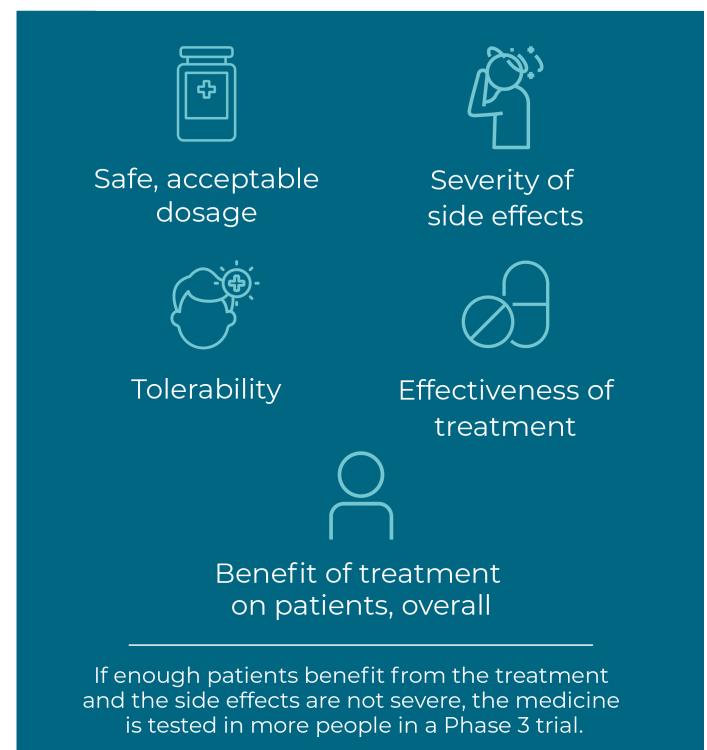 Safe, acceptable
dosage
Severity of
side effects
Tolerability
Effectiveness of
treatment
Benefit of treatment
on patients, overall
If enough patients benefit from the treatment
and the side effects are not severe, the medicine
is tested in more people in a Phase 3 trial.